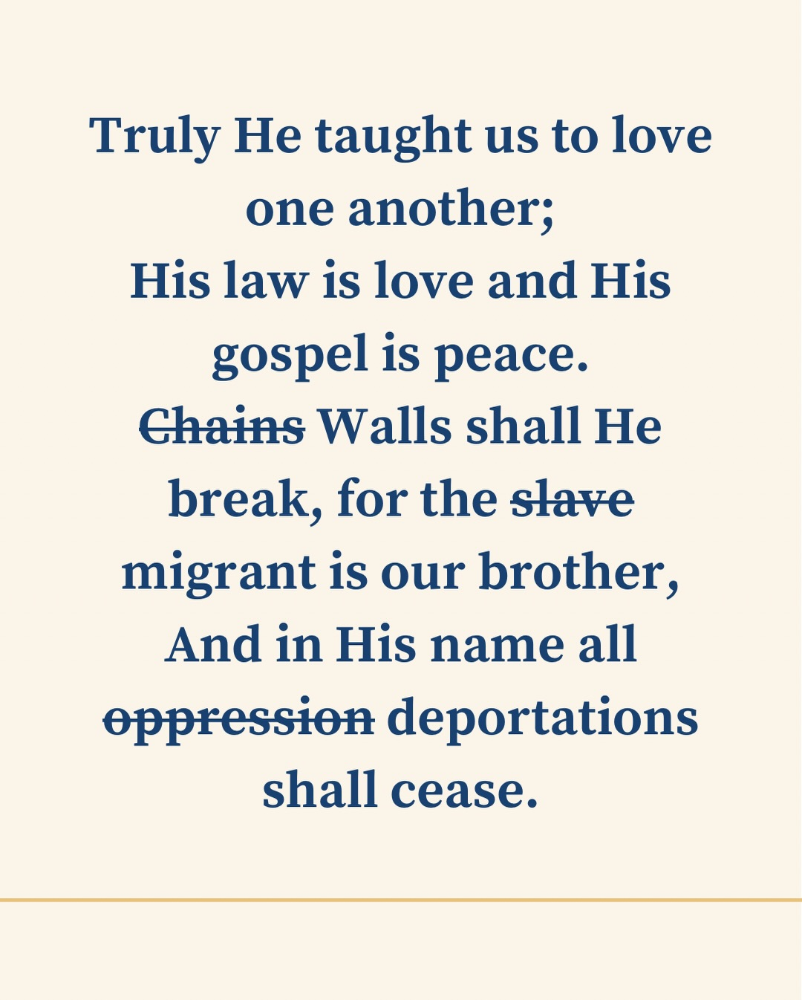 Truly He taught us to love
one another;
His law is love and His
gospel is peace.
Chains Walls shall He
break, for the slave
migrant is our brother,
And in His name all
oppression deportations
shall cease.